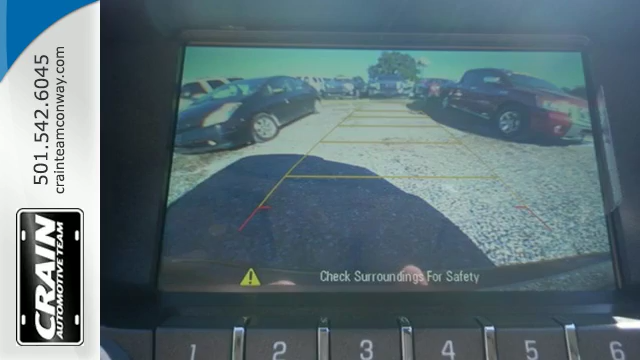 501.542.6045
crainteamconway.com
CRAIN
AUTOMOTIVE TEAM
Check Surroundings For Safety
1 2 3 4 5 6